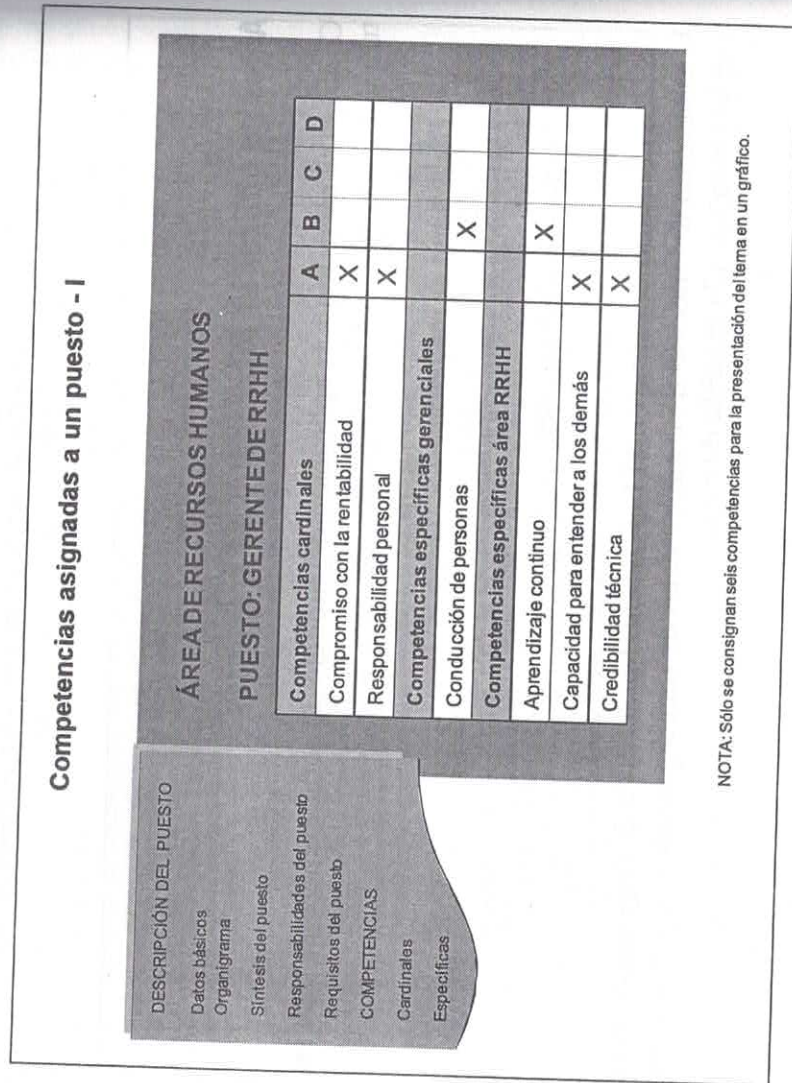 Competencias asignadas a un puesto - I
DESCRIPCIÓN DEL PUESTO
Datos básicos
Organigrama
Síntesis del puesto
Responsabilidades del puesto
Requisitos del puesto
COMPETENCIAS
Cardinales
Específicas
ÁREA DE RECURSOS HUMANOS
PUESTO: GERENTE DE RRHH
Competencias cardinales A B C D
Compromiso con la rentabilidad X
Responsabilidad personal X
Competencias específicas gerenciales
Conducción de personas X
Competencias específicas área RRHH
Aprendizaje continuo X
Capacidad para entender a los demás X
Credibilidad técnica X
NOTA: Sólo se consignan seis competencias para la presentación del tema en un gráfico.